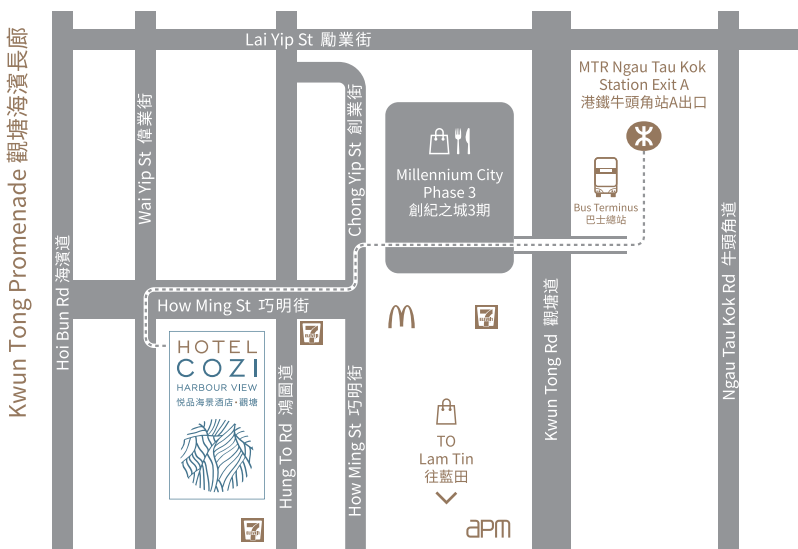 Kwun Tong Promenade 觀塘海濱長廊
Lai Yip St 勵業街
MTR Ngau Tau Kok
Station Exit A
港鐵牛頭角站A出口
Wai Yip St 偉業街
Chong Yip St 創業街
Millennium City
Phase 3
創紀之城3期
Bus Terminus
巴士總站
Hoi Bun Rd 海濱道
Ngau Tau Kok Rd 牛頭角道
How Ming St 巧明街
Kwun Tong Rd 觀塘道
HOTEL
COZI
HARBOUR VIEW
悦品海景酒店·觀塘
Hung To Rd 鴻圖道
How Ming St 巧明街
TO
Lam Tin
往藍田
apm